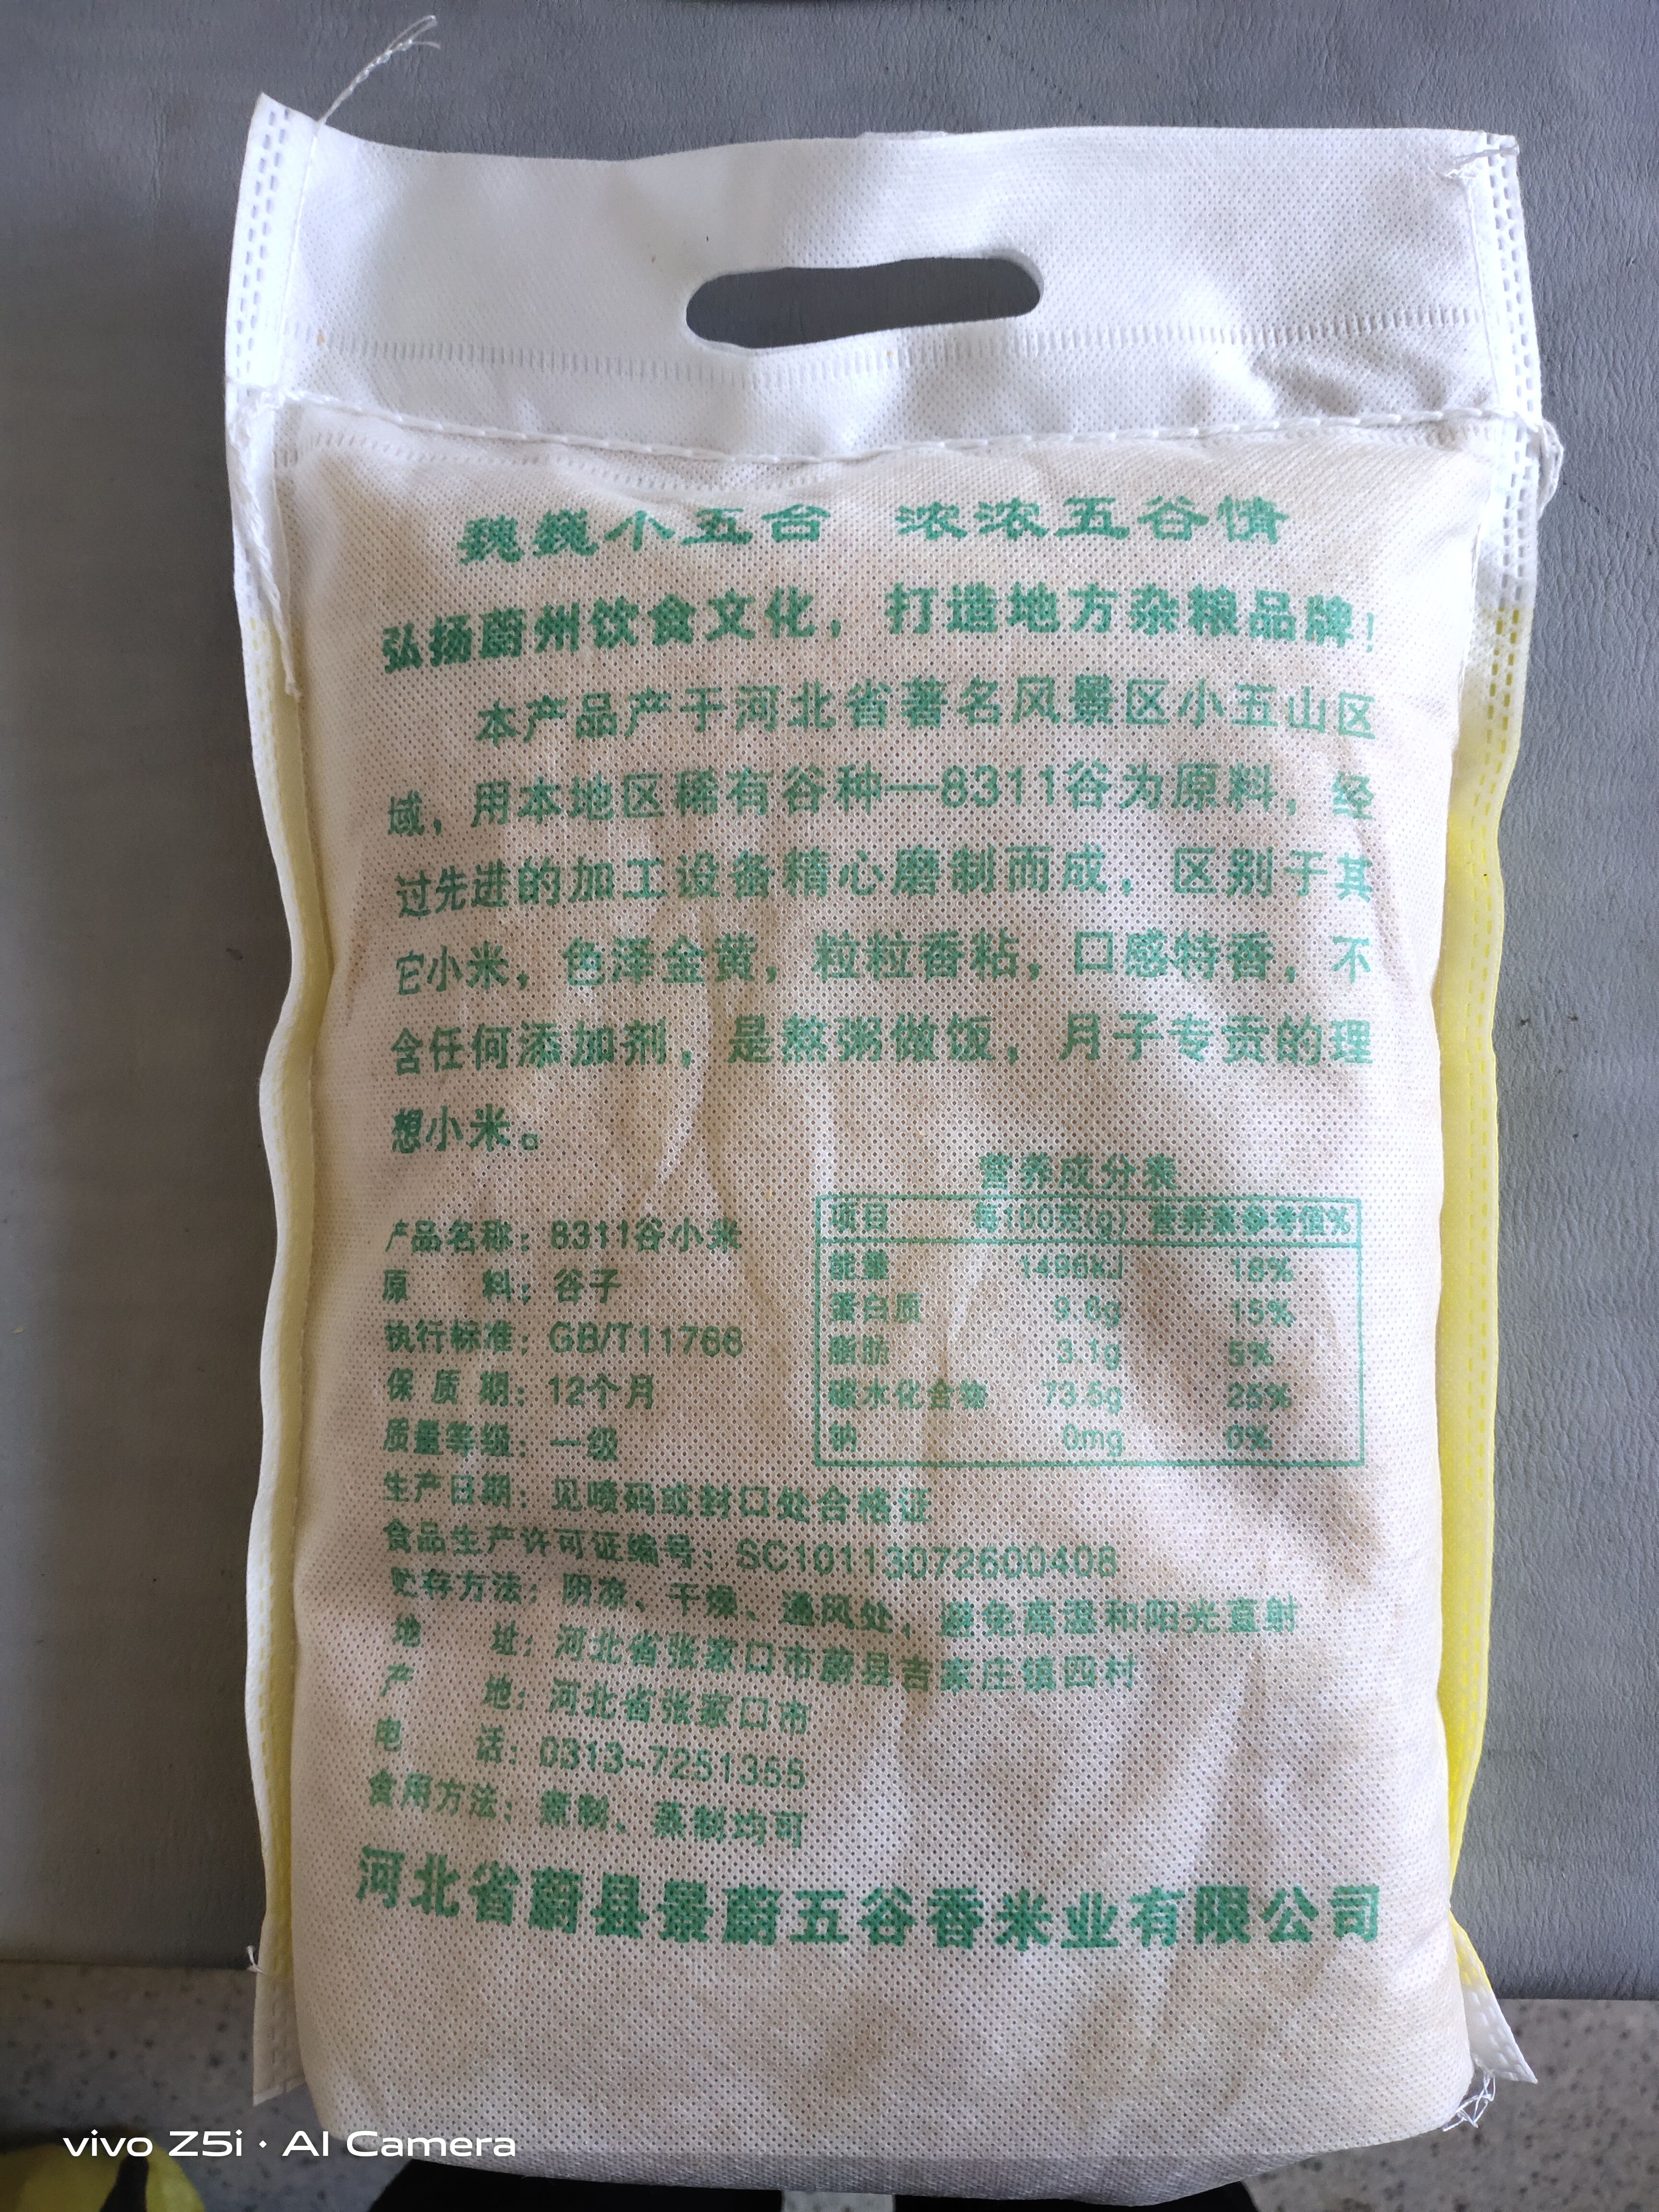 巍巍小五台 浓浓五谷情
弘扬蔚州饮食文化，打造地方杂粮品牌！
本产品产于河北省著名风景区小五山区
域，用本地区稀有谷种—8311谷为原料，经
过先进的加工设备精心磨制而成，区别于其
它小米，色泽金黄，粒粒香粘，口感特香，不
含任何添加剂，是熬粥做饭，月子专贡的理
想小米。
营养成分表
项目 每100克(g) 营养素参考值%
能量 1496KJ 18%
蛋白质 9.6g 15%
脂肪 3.1g 5%
碳水化合物 73.5g 25%
钠 0mg 0%
产品名称：8311谷小米
原料：谷子
执行标准：GB/T11766
保质期：12个月
质量等级：一级
生产日期：见喷码或封口处合格证
食品生产许可证编号：SC10113072600408
贮存方法：阴凉、干燥、通风处，避免高温和阳光直射
地址：河北省张家口市蔚县吉家庄镇四村
产地：河北省张家口市
电话：0313-7251355
食用方法：煮制、蒸制均可
河北省蔚县景蔚五谷香米业有限公司
vivo Z5i · AI Camera